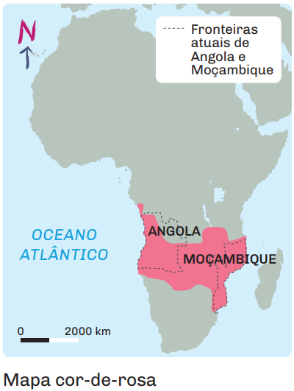 N
Fronteiras
atuais de
Angola e
Moçambique
ANGOLA
MOÇAMBIQUE
OCEANO
ATLÂNTICO
0 2000 km
Mapa cor-de-rosa